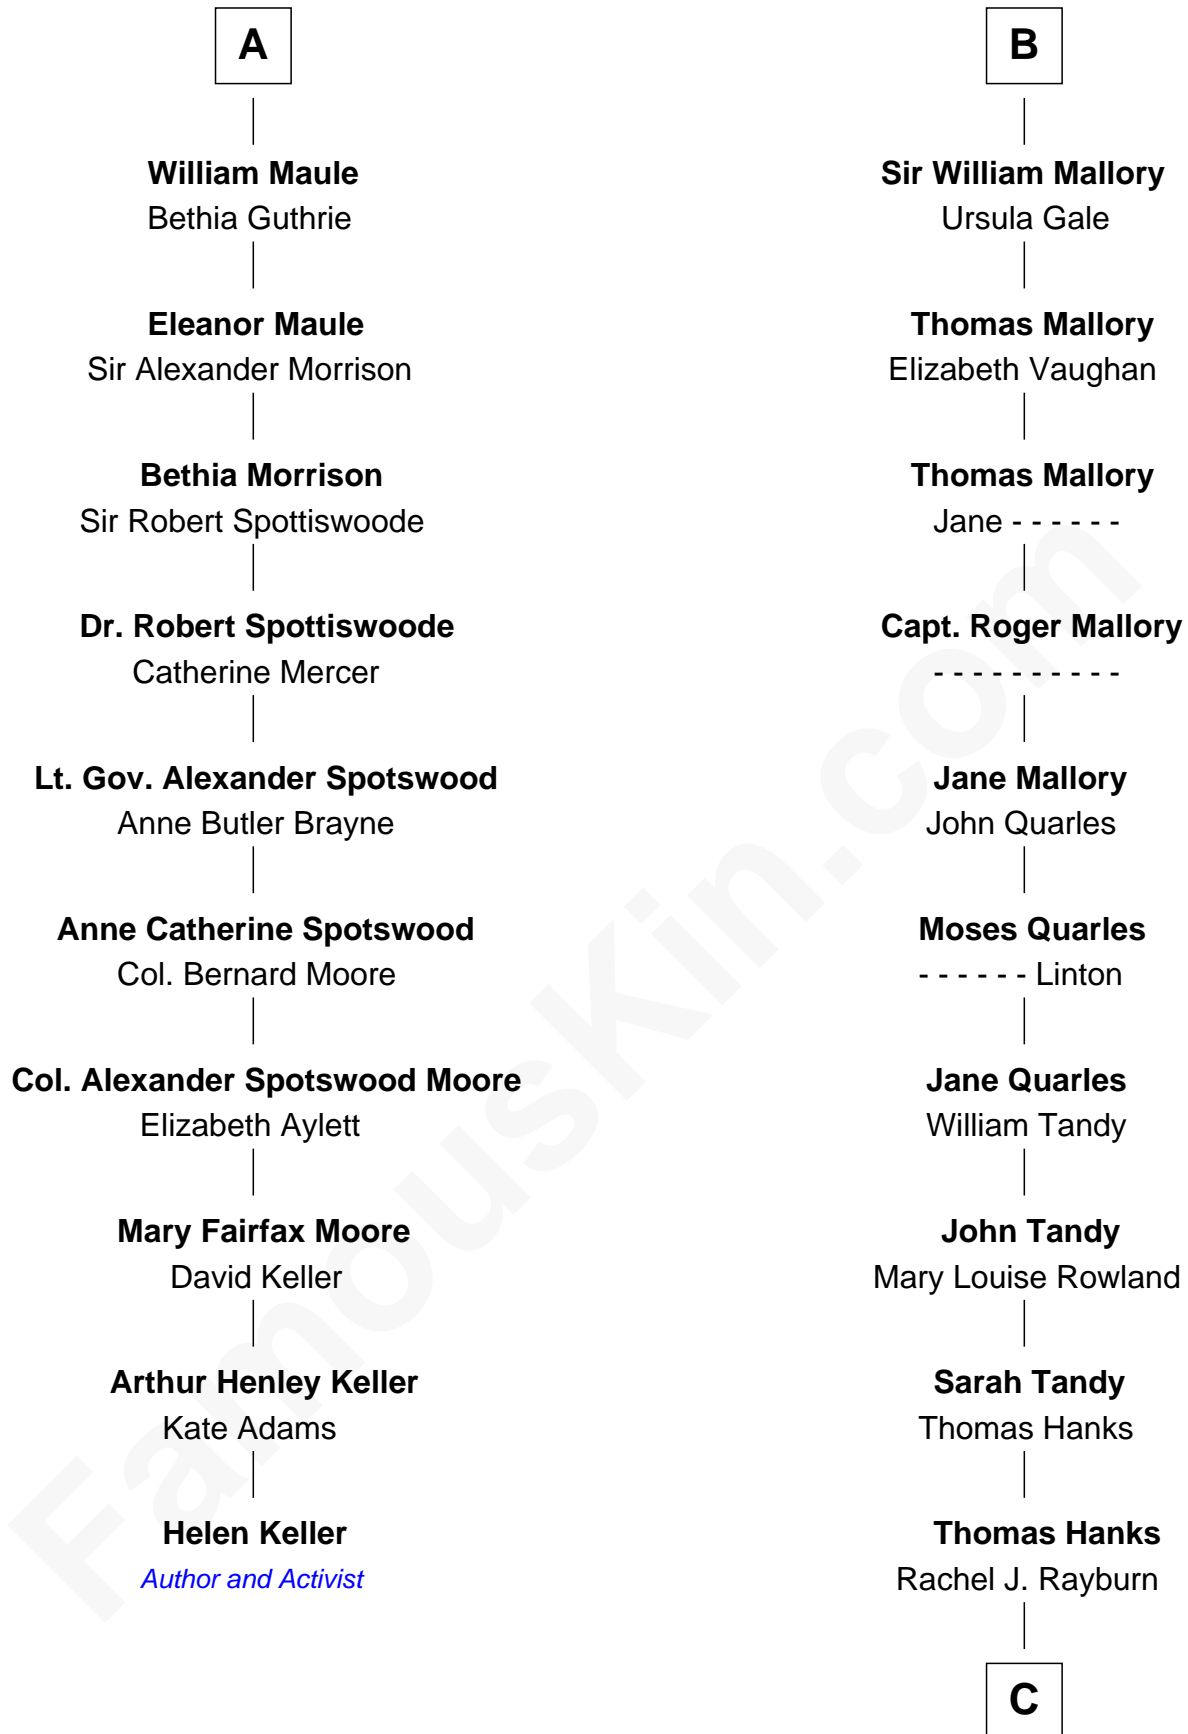 A
William Maule
Bethia Guthrie
Eleanor Maule
Sir Alexander Morrison
Bethia Morrison
Sir Robert Spottiswoode
Dr. Robert Spottiswoode
Catherine Mercer
Lt. Gov. Alexander Spotswood
Anne Butler Brayne
Anne Catherine Spotswood
Col. Bernard Moore
Col. Alexander Spotswood Moore
Elizabeth Aylett
Mary Fairfax Moore
David Keller
Arthur Henley Keller
Kate Adams
Helen Keller
Author and Activist
B
Sir William Mallory
Ursula Gale
Thomas Mallory
Elizabeth Vaughan
Thomas Mallory
Jane - - - - - -
Capt. Roger Mallory
- - - - - - - - - -
Jane Mallory
John Quarles
Moses Quarles
- - - - - - Linton
Jane Quarles
William Tandy
John Tandy
Mary Louise Rowland
Sarah Tandy
Thomas Hanks
Thomas Hanks
Rachel J. Rayburn
C
FamousKin.com